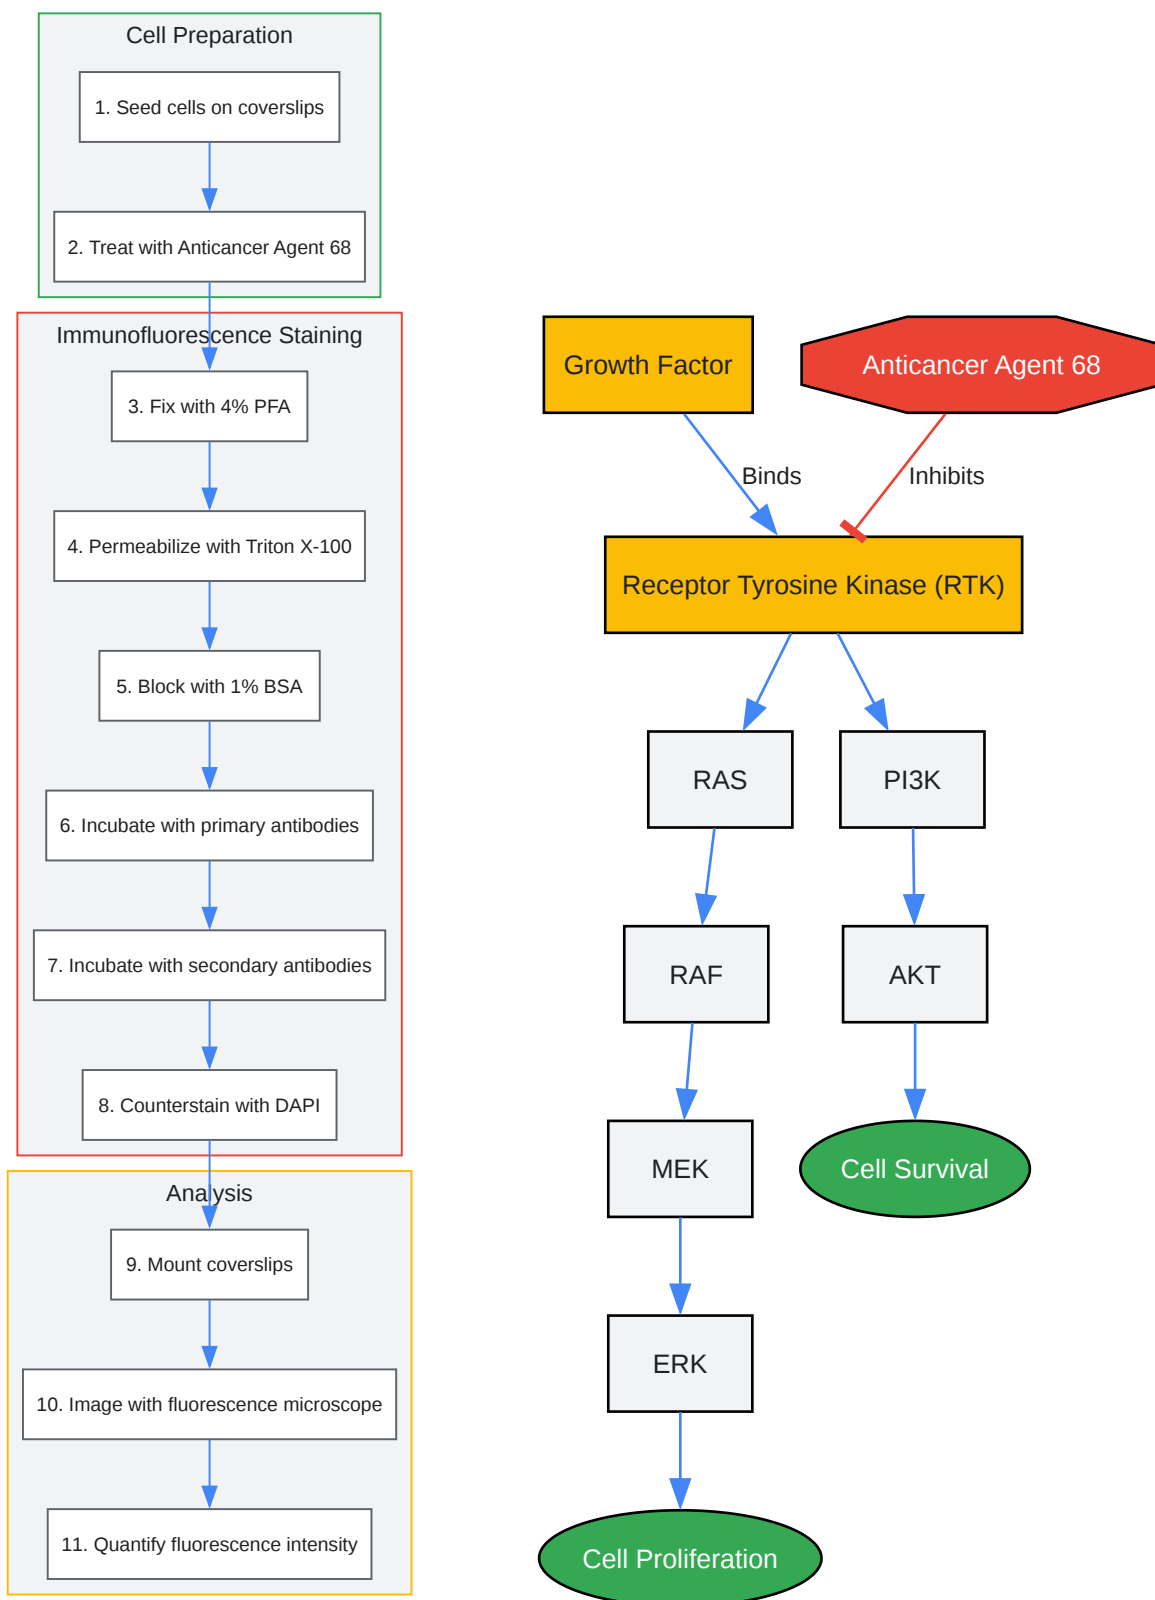 Cell Preparation
1. Seed cells on coverslips
2. Treat with Anticancer Agent 68
Immunofluorescence Staining
3. Fix with 4% PFA
4. Permeabilize with Triton X-100
5. Block with 1% BSA
6. Incubate with primary antibodies
7. Incubate with secondary antibodies
8. Counterstain with DAPI
Analysis
9. Mount coverslips
10. Image with fluorescence microscope
11. Quantify fluorescence intensity
Growth Factor
Anticancer Agent 68
Binds
Inhibits
Receptor Tyrosine Kinase (RTK)
RAS
PI3K
RAF
AKT
MEK
Cell Survival
ERK
Cell Proliferation